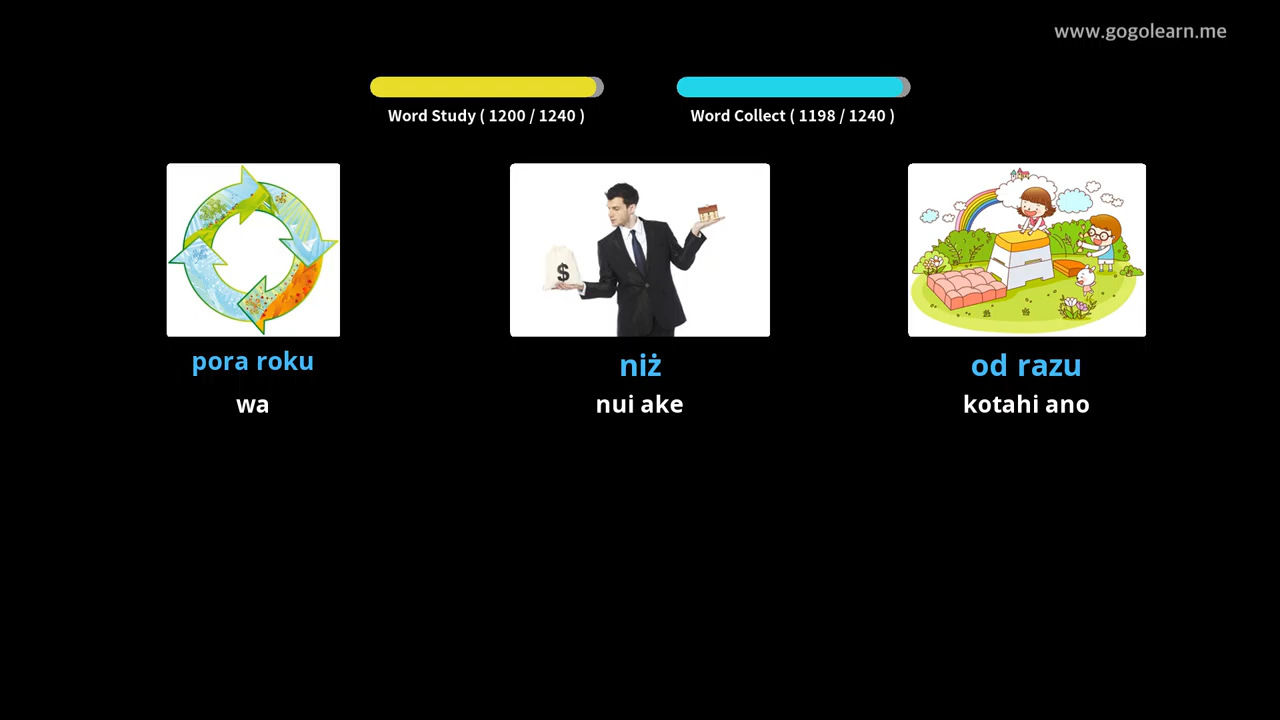 www.gogolearn.me
Word Study ( 1200 / 1240 )
Word Collect ( 1198 / 1240 )
$
pora roku
niż
od razu
wa
nui ake
kotahi ano